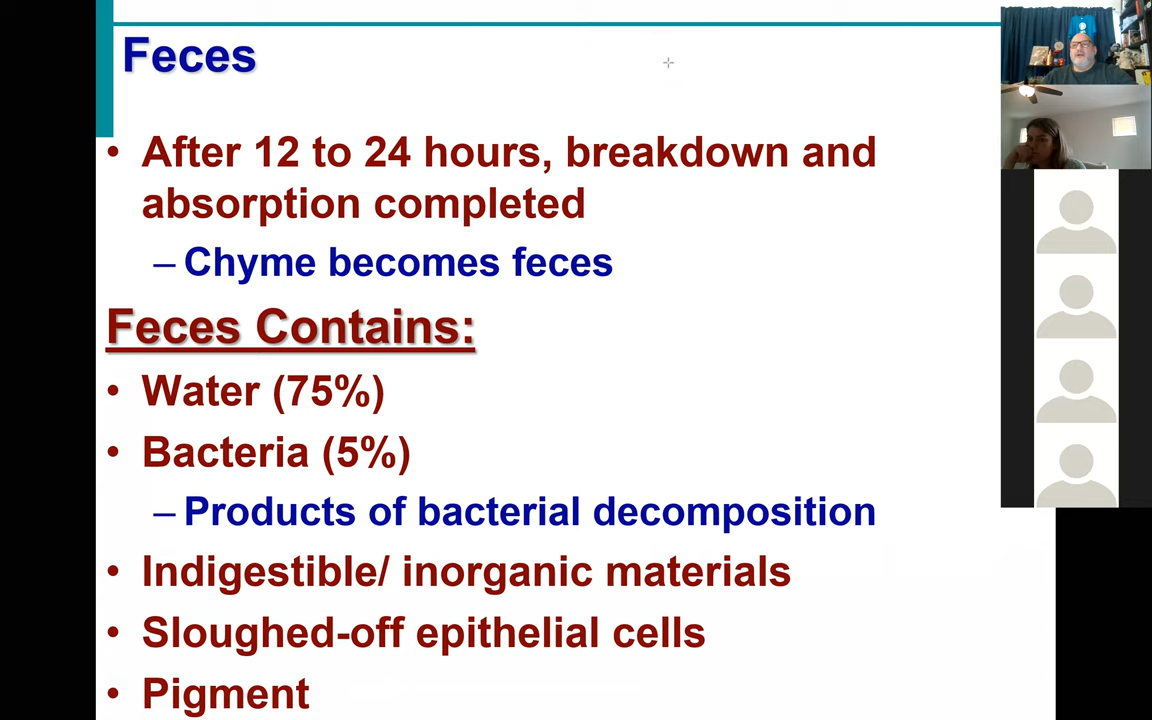 Feces
• After 12 to 24 hours, breakdown and
absorption completed
– Chyme becomes feces
Feces Contains:
• Water (75%)
• Bacteria (5%)
– Products of bacterial decomposition
• Indigestible/ inorganic materials
• Sloughed-off epithelial cells
• Pigment